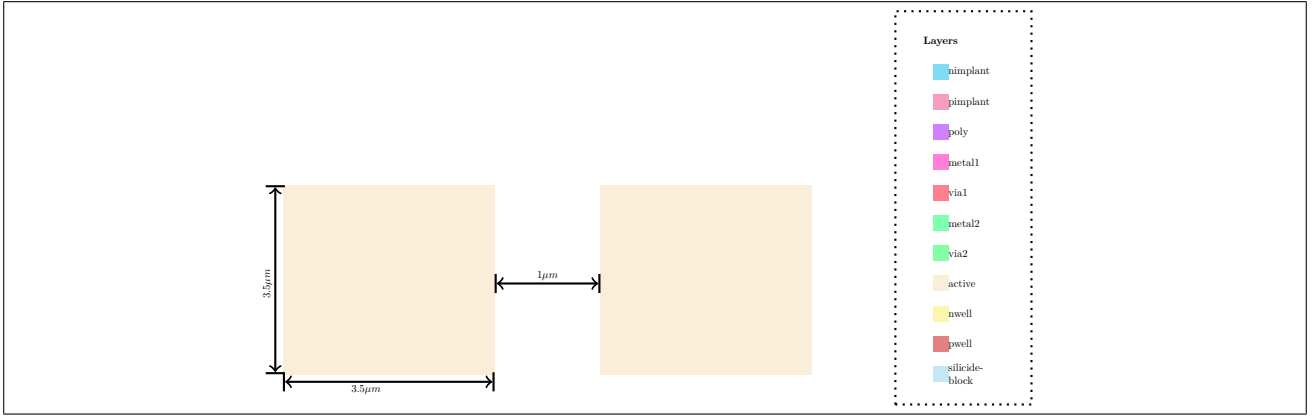 Layers
nimplant
pimplant
poly
metal1
via1
metal2
via2
active
nwell
pwell
silicide-
block
3.5μm
1μm
3.5μm